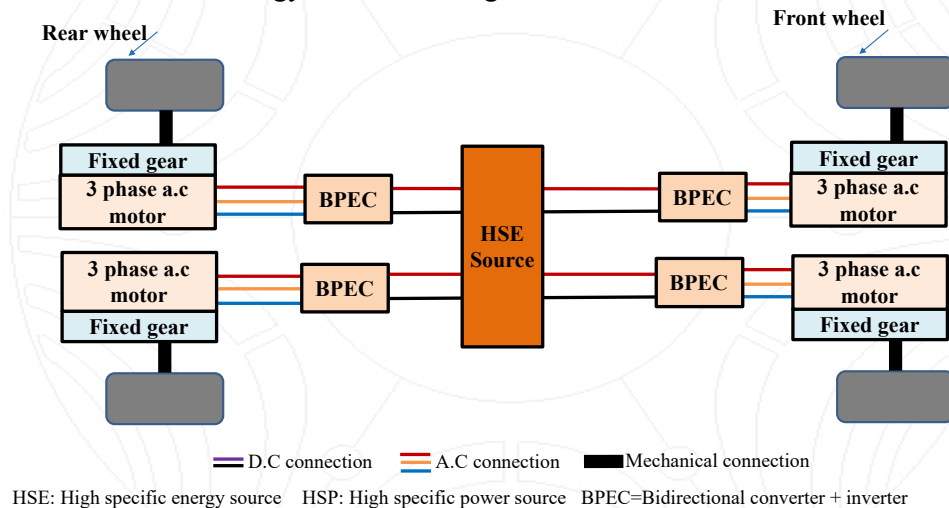 Rear wheel
Front wheel
Fixed gear
3 phase a.c
motor
BPEC
HSE
Source
BPEC
Fixed gear
3 phase a.c
motor
3 phase a.c
motor
Fixed gear
BPEC
BPEC
3 phase a.c
motor
Fixed gear
D.C connection
A.C connection
Mechanical connection
HSE: High specific energy source HSP: High specific power source BPEC=Bidirectional converter + inverter